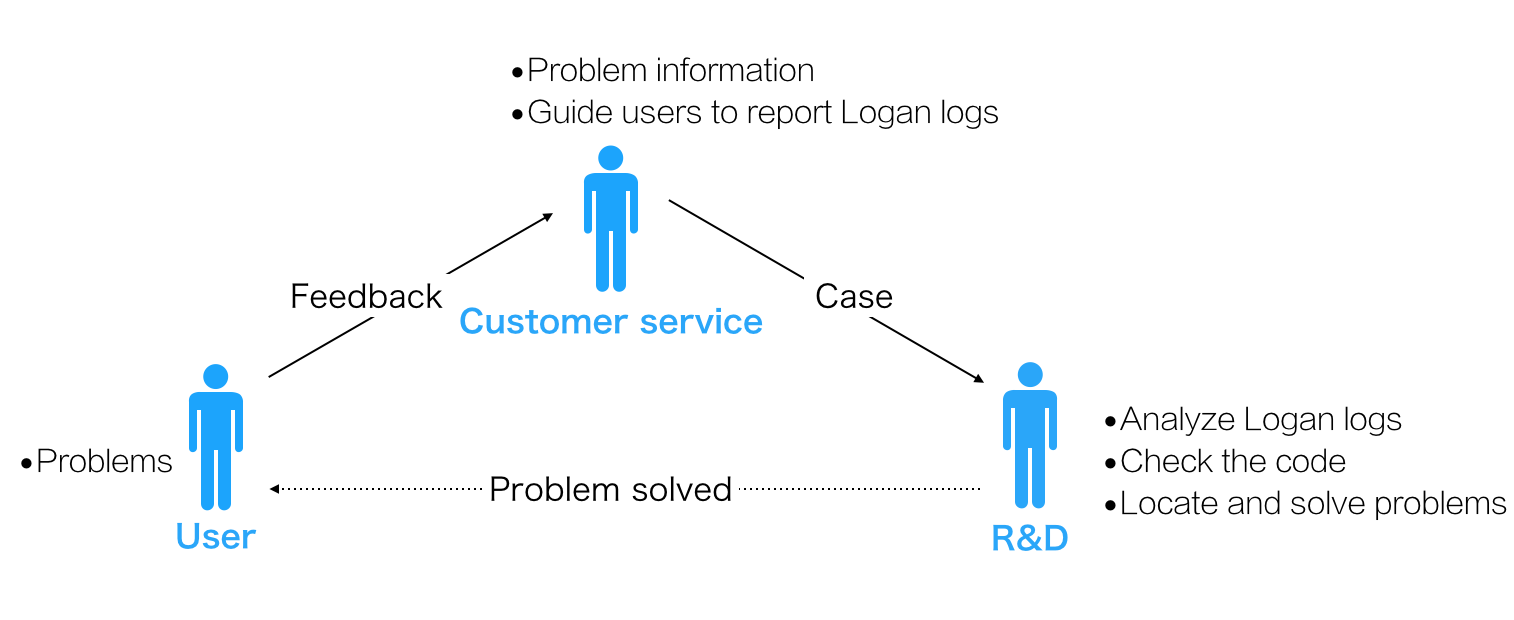 •Problem information
•Guide users to report Logan logs
Feedback
Case
Customer service
•Problems
•Analyze Logan logs
•Check the code
•Locate and solve problems
Problem solved
User
R&D